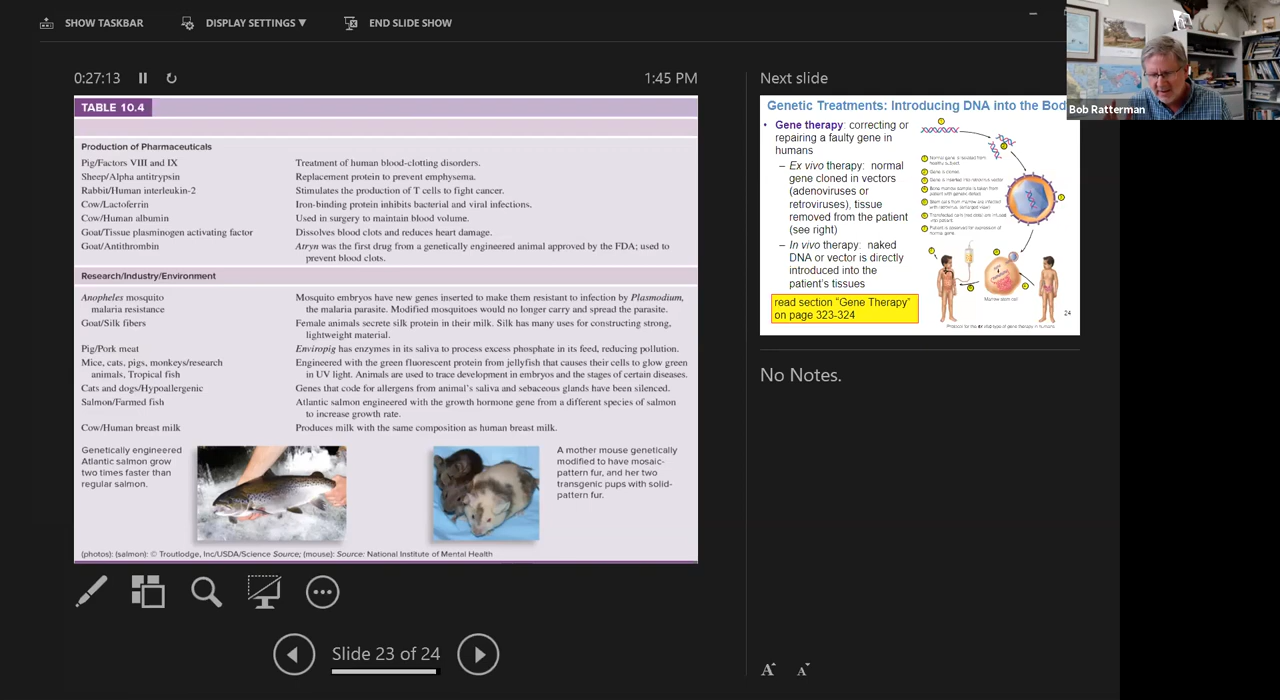 SHOW TASKBAR
DISPLAY SETTINGS ▼
END SLIDE SHOW
0:27:13
1:45 PM
Next slide
Bob Ratterman
TABLE 10.4
Production of Pharmaceuticals
Pig/Factors VIII and IX Treatment of human blood-clotting disorders.
Sheep/Alpha antitrypsin Replacement protein to prevent emphysema.
Rabbit/Human interleukin-2 Stimulates the production of T cells to fight cancer.
Cow/Lactoferrin Iron-binding protein inhibits bacterial and viral infections.
Cow/Human albumin Used in surgery to maintain blood volume.
Goat/Tissue plasminogen activating factor Dissolves blood clots and reduces heart damage.
Goat/Antithrombin Atryn was the first drug from a genetically engineered animal approved by the FDA; used to
prevent blood clots.
Research/Industry/Environment
Anopheles mosquito Mosquito embryos have new genes inserted to make them resistant to infection by Plasmodium,
malaria resistance the malaria parasite. Modified mosquitoes would no longer carry and spread the parasite.
Goat/Silk fibers Female animals secrete silk protein in their milk. Silk has many uses for constructing strong,
lightweight material.
Pig/Pork meat Enviropig has enzymes in its saliva to process excess phosphate in its feed, reducing pollution.
Mice, cats, pigs, monkeys/research Engineered with the green fluorescent protein from jellyfish that causes their cells to glow green
animals, Tropical fish in UV light. Animals are used to trace development in embryos and the stages of certain diseases.
Cats and dogs/Hypoallergenic Genes that code for allergens from animal's saliva and sebaceous glands have been silenced.
Salmon/Farmed fish Atlantic salmon engineered with the growth hormone gene from a different species of salmon
to increase growth rate.
Cow/Human breast milk Produces milk with the same composition as human breast milk.
Genetically engineered
Atlantic salmon grow
two times faster than
regular salmon.
A mother mouse genetically
modified to have mosaic-
pattern fur, and her two
transgenic pups with solid-
pattern fur.
(photos): (salmon): © Troutlodge, Inc/USDA/Science Source; (mouse): Source: National Institute of Mental Health
Slide 23 of 24
Genetic Treatments: Introducing DNA into the Bod
• Gene therapy: correcting or
repairing a faulty gene in
humans
– Ex vivo therapy: normal
gene cloned in vectors
(adenoviruses or
retroviruses), tissue
removed from the patient
(see right)
– In vivo therapy: naked
DNA or vector is directly
introduced into the
patient's tissues
read section "Gene Therapy"
on page 323-324
Marrow stem cell
24
No Notes.
A A